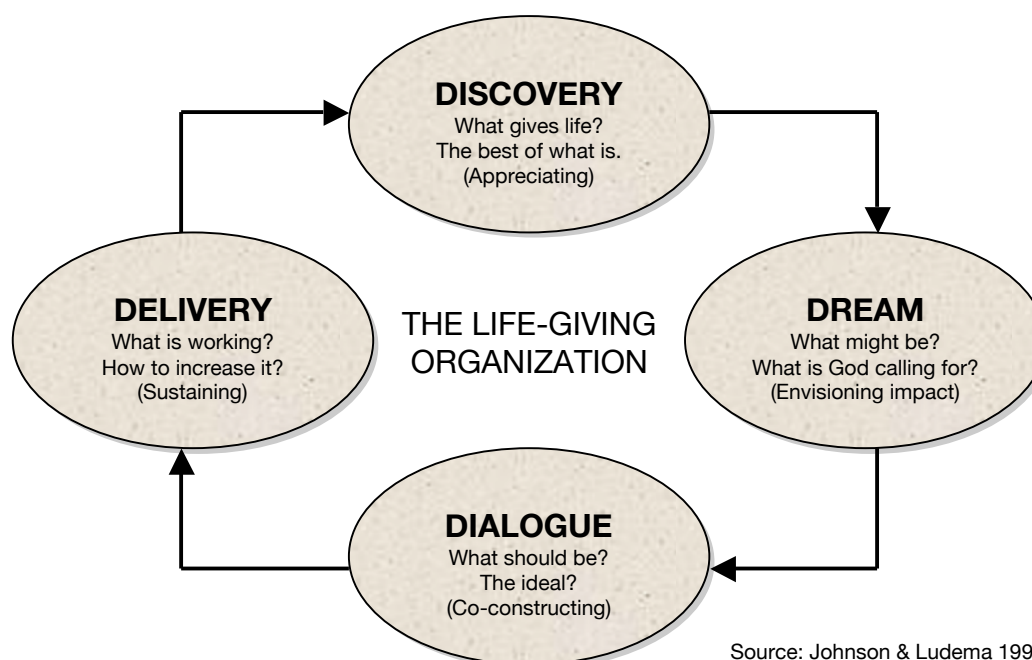 DISCOVERY
What gives life?
The best of what is.
(Appreciating)
DELIVERY
What is working?
How to increase it?
(Sustaining)
THE LIFE-GIVING
ORGANIZATION
DREAM
What might be?
What is God calling for?
(Envisioning impact)
DIALOGUE
What should be?
The ideal?
(Co-constructing)
Source: Johnson & Ludema 199